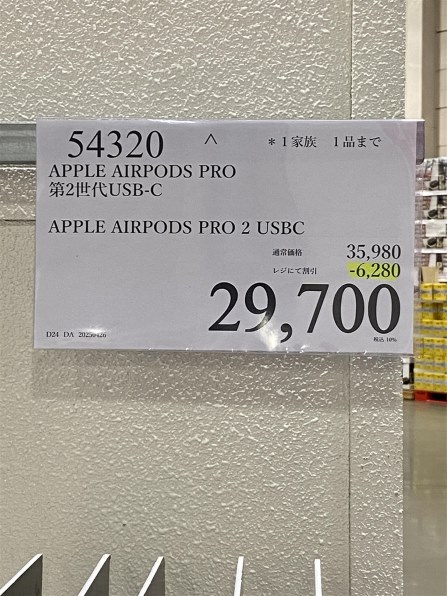 54320 ^ *1家族 1品まで
APPLE AIRPODS PRO
第2世代USB-C
APPLE AIRPODS PRO 2 USBC
通常価格 35,980
レジにて割引 -6,280
29,700
D24 DA 20250426 税込 10%